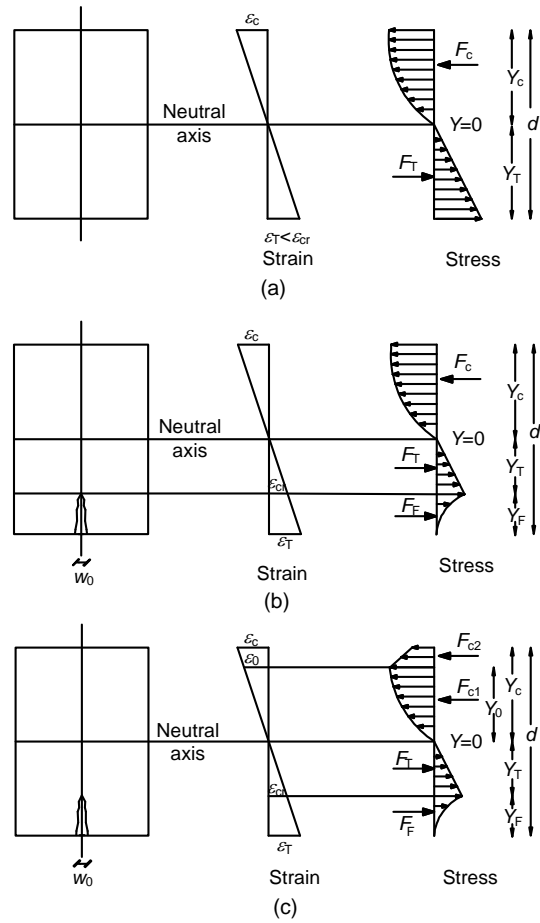 εc
Fc
Yc
Neutral
axis
Y=0
d
FT
YT
εT<εcr
Strain
Stress
(a)
εc
Fc
Yc
Neutral
axis
Y=0
d
FT
YT
εcr
FF
YF
εT
w0
Strain
Stress
(b)
εc
Fc2
ε0
Fc1
Yc
Y0
Neutral
axis
Y=0
d
FT
YT
εcr
FF
YF
εT
w0
Strain
Stress
(c)